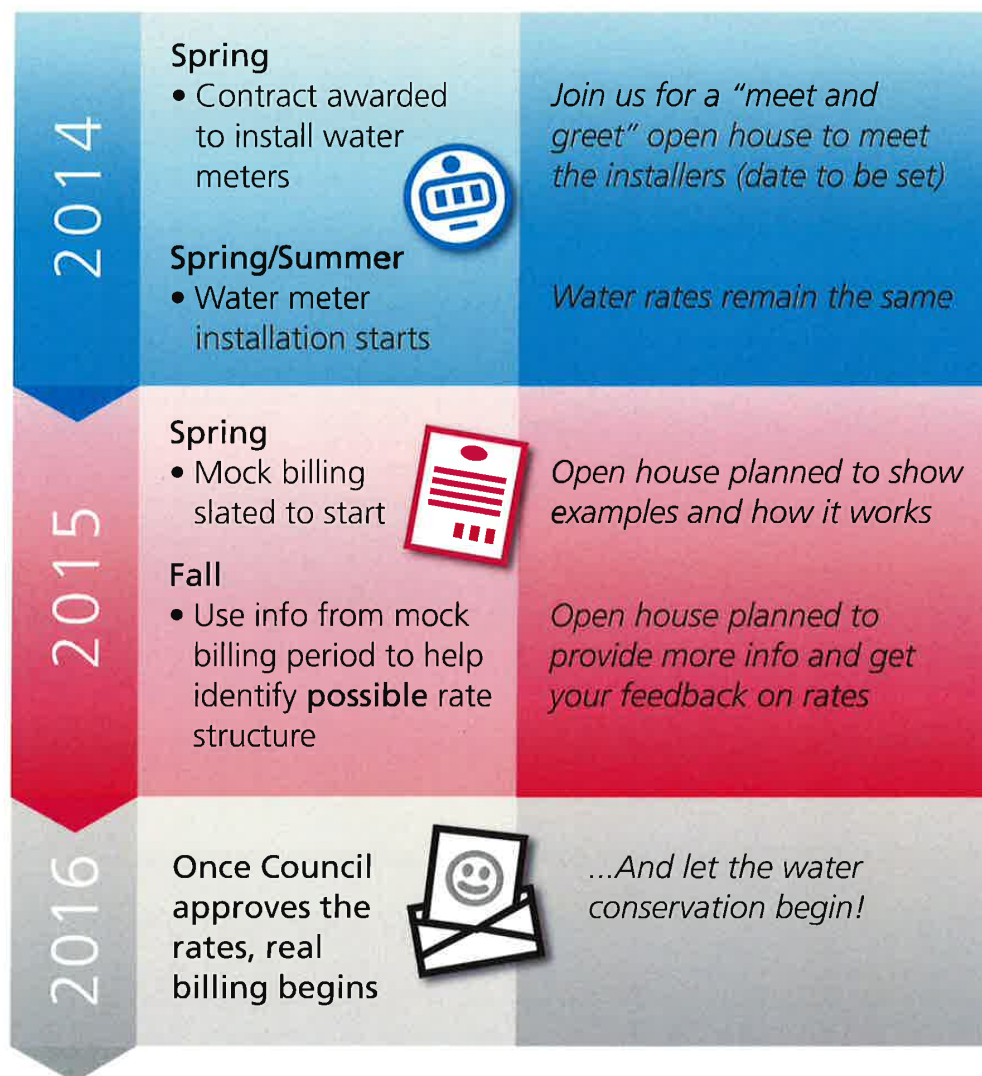 2014
Spring
• Contract awarded
to install water
meters
Join us for a “meet and
greet” open house to meet
the installers (date to be set)
Spring/Summer
• Water meter
installation starts
Water rates remain the same
2015
Spring
• Mock billing
slated to start
Open house planned to show
examples and how it works
Fall
• Use info from mock
billing period to help
identify possible rate
structure
Open house planned to
provide more info and get
your feedback on rates
2016
Once Council
approves the
rates, real
billing begins
...And let the water
conservation begin!